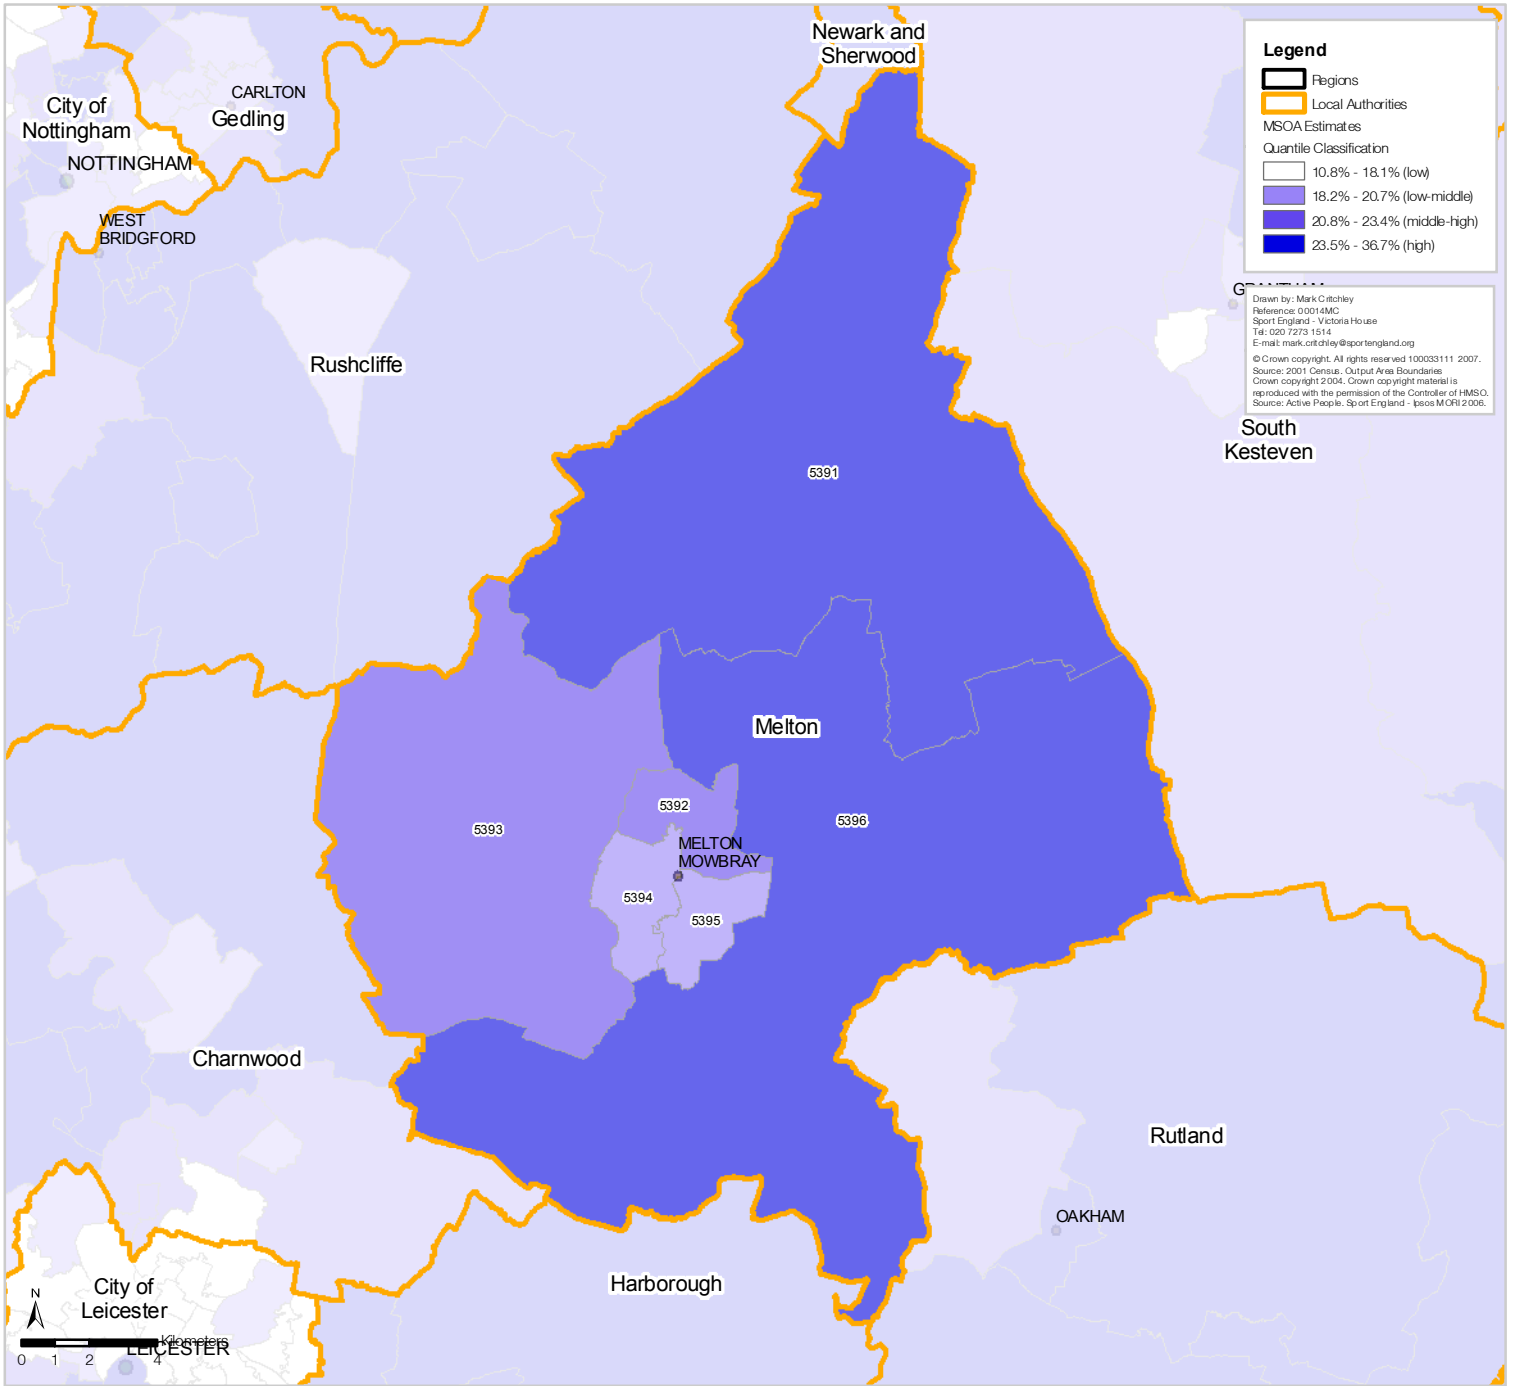 Newark and
Sherwood
CARLTON
City of
Nottingham
Gedling
NOTTINGHAM
WEST
BRIDGFORD
Rushcliffe
Legend
Regions
Local Authorities
MSOA Estimates
Quantile Classification
10.8% - 18.1% (low)
18.2% - 20.7% (low-middle)
20.8% - 23.4% (middle-high)
23.5% - 36.7% (high)
Drawn by: Mark Critchley
Reference: 00014MC
Sport England - Victoria House
Tel: 020 7273 1514
E-mail: mark.critchley@sportengland.org
© Crown copyright. All rights reserved 100033111 2007.
Source: 2001 Census. Output Area Boundaries
Crown copyright 2004. Crown copyright material is
reproduced with the permission of the Controller of HMSO.
Source: Active People. Sport England - Ipsos MORI 2006.
South
Kesteven
5391
Melton
5392
5393
5396
MELTON
MOWBRAY
5394
5395
Charnwood
Rutland
OAKHAM
Harborough
City of
Leicester
N
Kilometers
LEICESTER
0 1 2 4